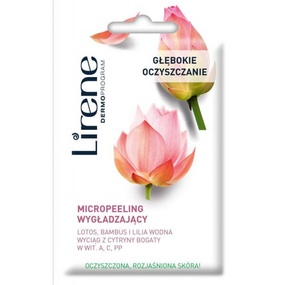 GŁĘBOKIE
OCZYSZCZANIE
Lirene
DERMOPROGRAM
MICROPEELING
WYGŁADZAJĄCY
LOTOS, BAMBUS I LILIA WODNA
WYCIĄG Z CYTRYNY BOGATY
W WIT. A, C, PP
OCZYSZCZONA, ROZJAŚNIONA SKÓRA!